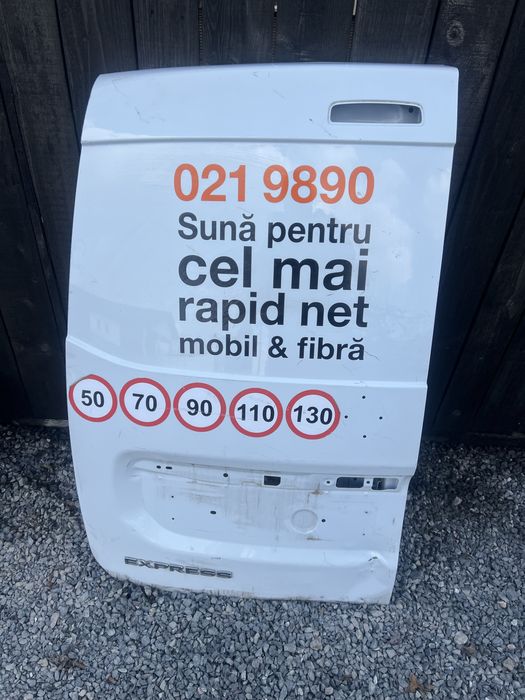 021 9890
Sună pentru
cel mai
rapid net
mobil & fibră
50 70 90 110 130
EXPRESS